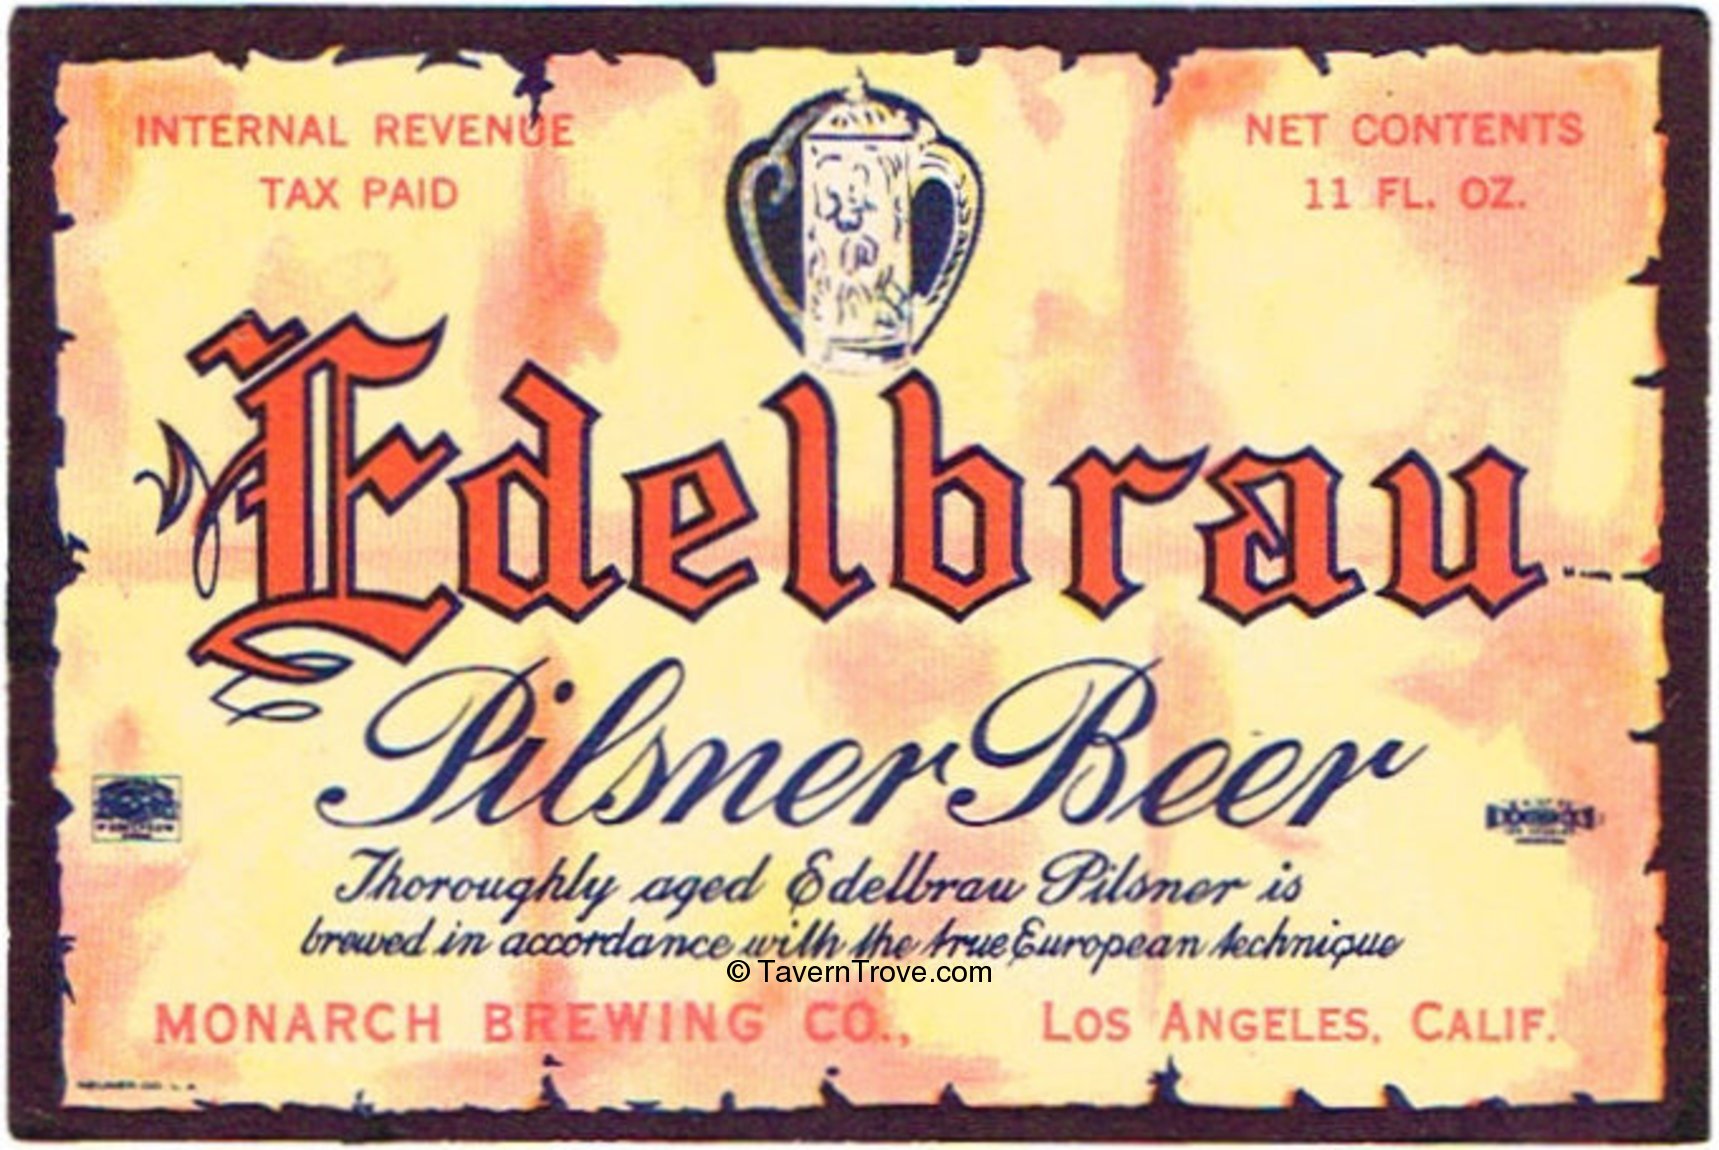 INTERNAL REVENUE
TAX PAID
NET CONTENTS
11 FL. OZ.
Edelbrau
Pilsner Beer
Thoroughly aged Edelbrau Pilsner is
brewed in accordance with the true European technique
© TavernTrove.com
MONARCH BREWING CO., LOS ANGELES, CALIF.